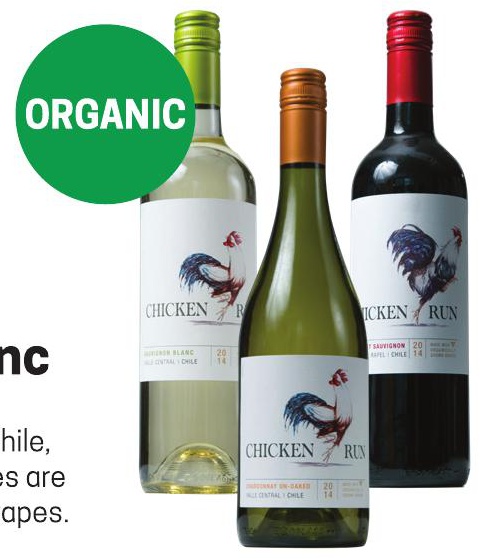 ORGANIC
CHICKEN R
SAUVIGNON BLANC
VALLE CENTRAL | CHILE
20
14
ICKEN RUN
T SAUVIGNON
RAPEL | CHILE
20
14
CHICKEN RUN
CHARDONNAY UN-OAKED
VALLE CENTRAL | CHILE
20
14
nc
hile,
es are
apes.